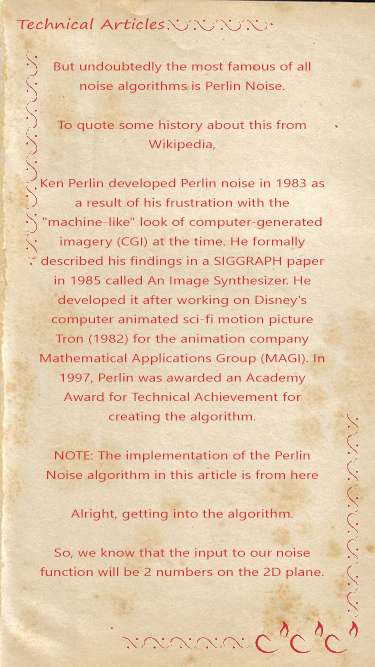 Technical Articles
But undoubtedly the most famous of all
noise algorithms is Perlin Noise.
To quote some history about this from
Wikipedia,
Ken Perlin developed Perlin noise in 1983 as
a result of his frustration with the
"machine-like" look of computer-generated
imagery (CGI) at the time. He formally
described his findings in a SIGGRAPH paper
in 1985 called An Image Synthesizer. He
developed it after working on Disney's
computer animated sci-fi motion picture
Tron (1982) for the animation company
Mathematical Applications Group (MAGI). In
1997, Perlin was awarded an Academy
Award for Technical Achievement for
creating the algorithm.
NOTE: The implementation of the Perlin
Noise algorithm in this article is from here
Alright, getting into the algorithm.
So, we know that the input to our noise
function will be 2 numbers on the 2D plane.